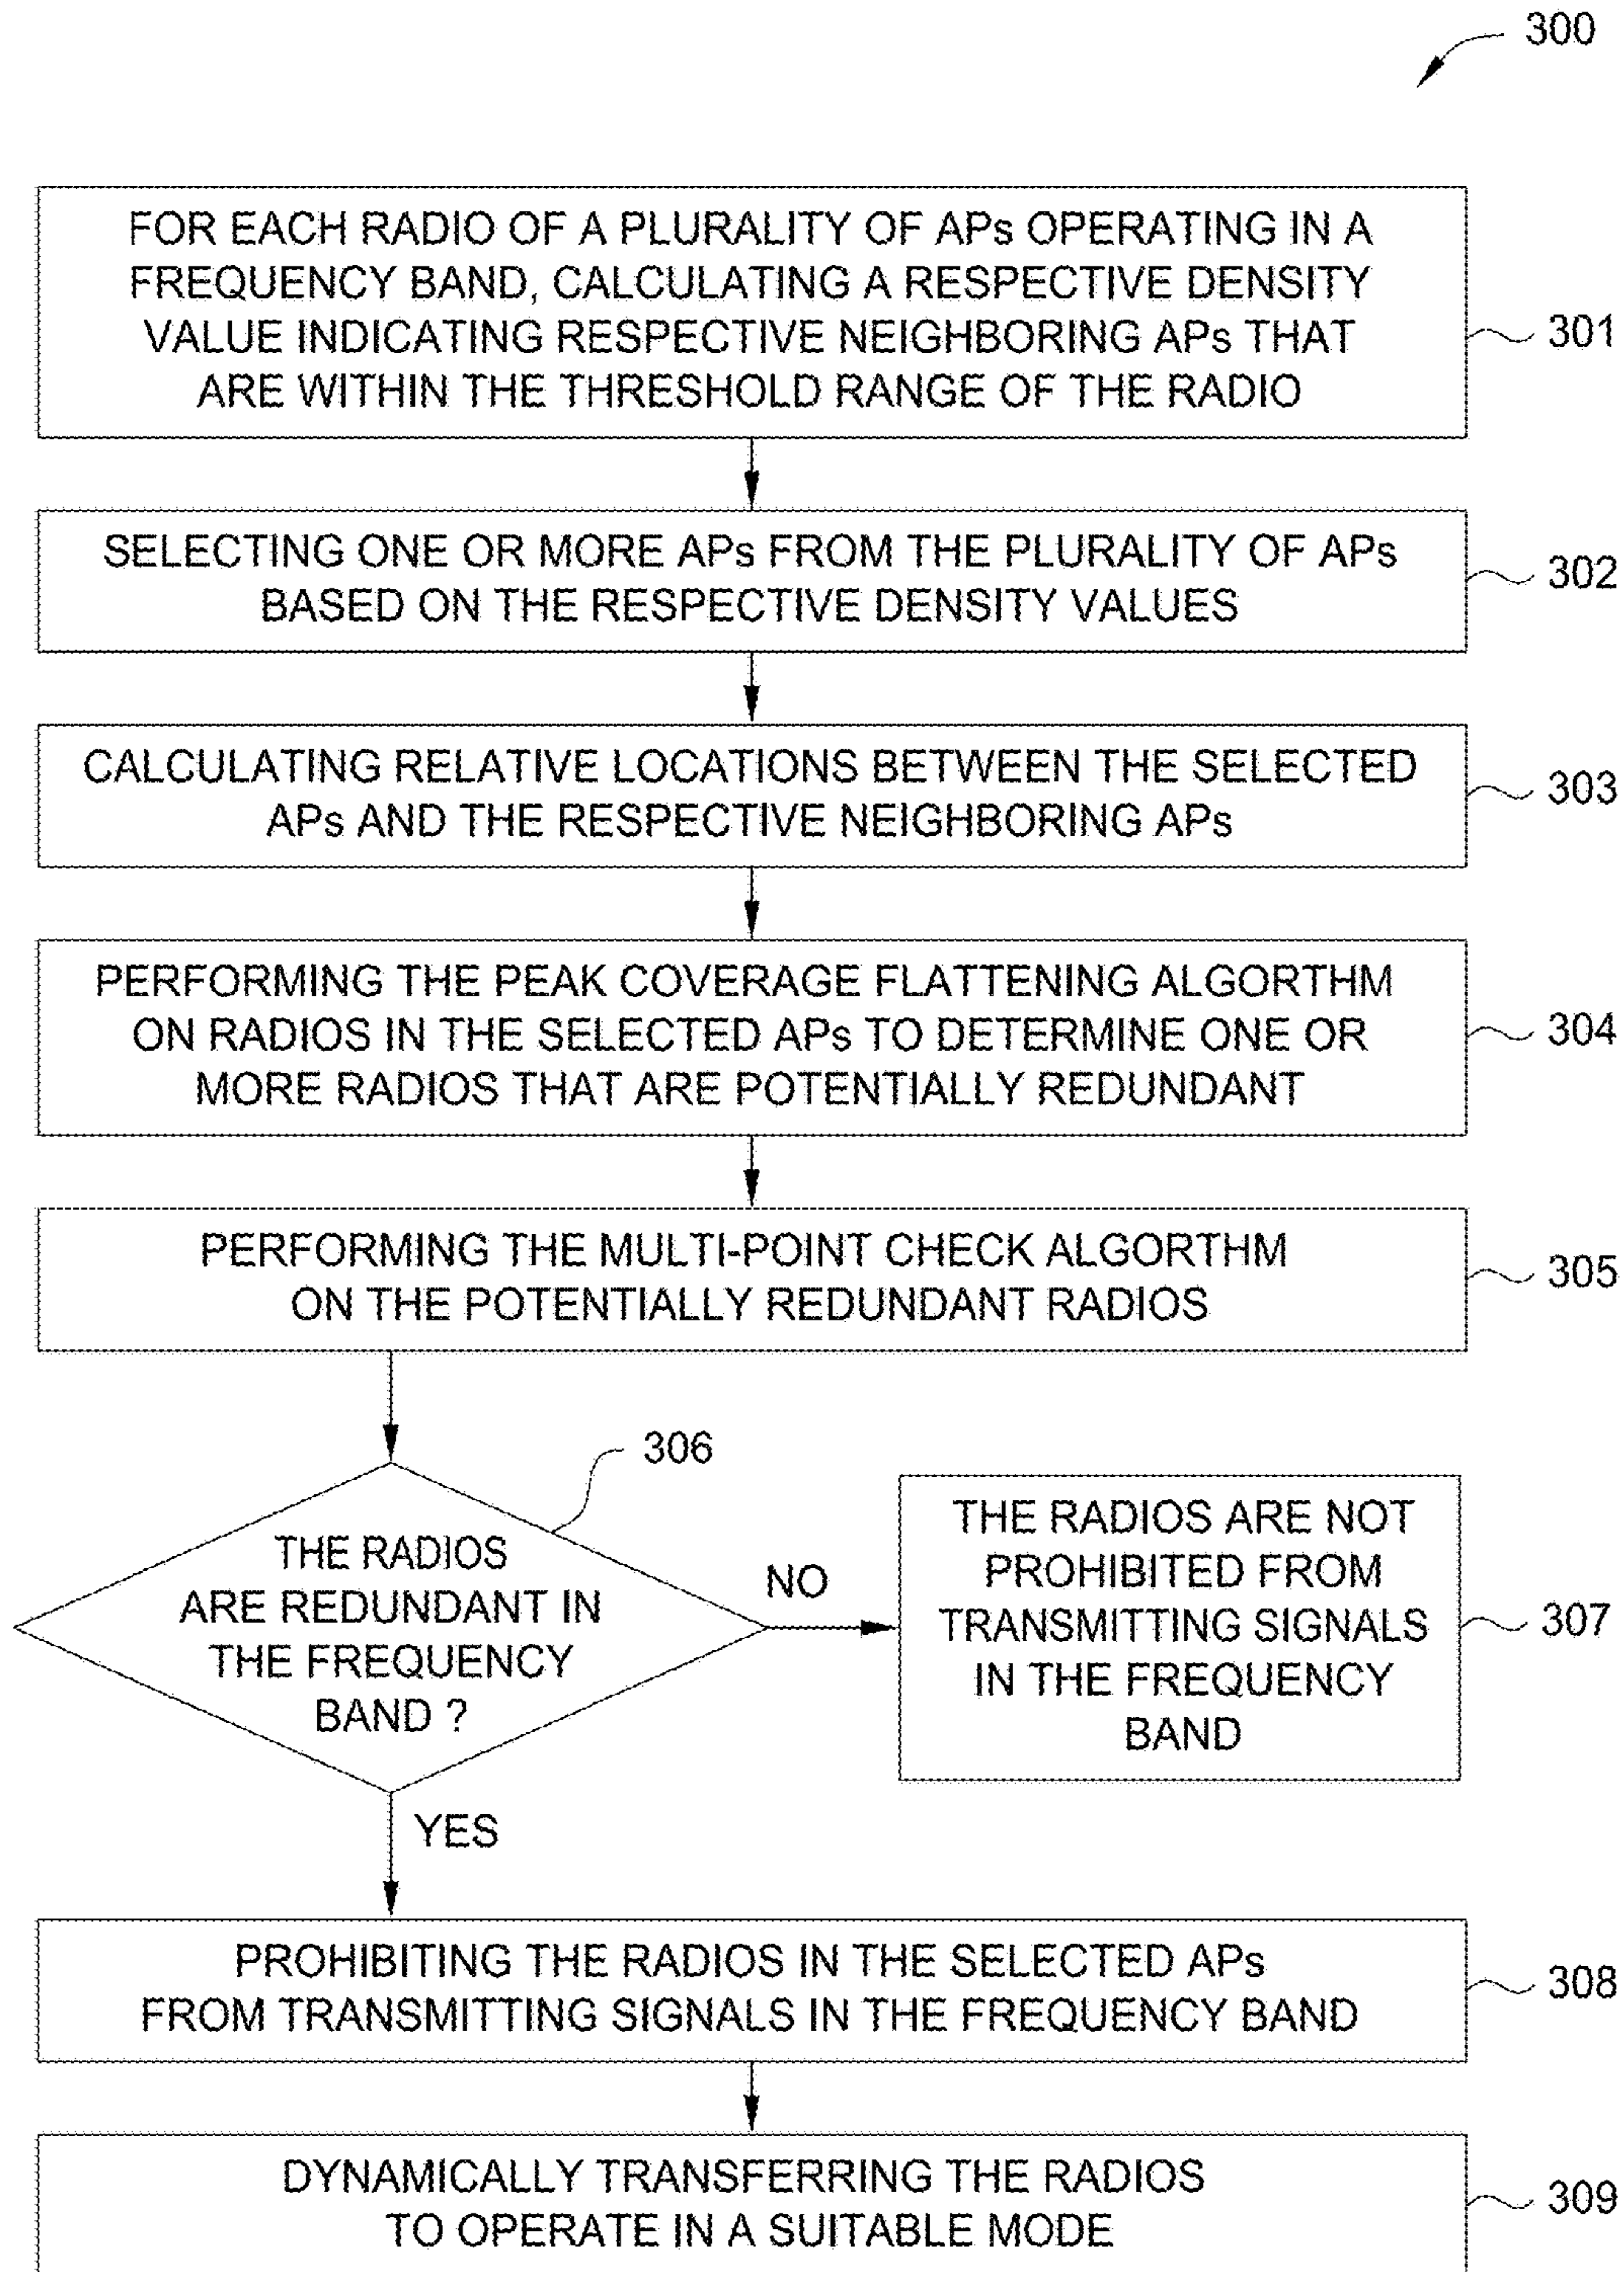 300
FOR EACH RADIO OF A PLURALITY OF APs OPERATING IN A
FREQUENCY BAND, CALCULATING A RESPECTIVE DENSITY
VALUE INDICATING RESPECTIVE NEIGHBORING APs THAT
ARE WITHIN THE THRESHOLD RANGE OF THE RADIO
301
SELECTING ONE OR MORE APs FROM THE PLURALITY OF APs
BASED ON THE RESPECTIVE DENSITY VALUES
302
CALCULATING RELATIVE LOCATIONS BETWEEN THE SELECTED
APs AND THE RESPECTIVE NEIGHBORING APs
303
PERFORMING THE PEAK COVERAGE FLATTENING ALGORTHM
ON RADIOS IN THE SELECTED APs TO DETERMINE ONE OR
MORE RADIOS THAT ARE POTENTIALLY REDUNDANT
304
PERFORMING THE MULTI-POINT CHECK ALGORTHM
ON THE POTENTIALLY REDUNDANT RADIOS
305
306
THE RADIOS
ARE REDUNDANT IN
THE FREQUENCY
BAND ?
NO
THE RADIOS ARE NOT
PROHIBITED FROM
TRANSMITTING SIGNALS
IN THE FREQUENCY
BAND
307
YES
PROHIBITING THE RADIOS IN THE SELECTED APs
FROM TRANSMITTING SIGNALS IN THE FREQUENCY BAND
308
DYNAMICALLY TRANSFERRING THE RADIOS
TO OPERATE IN A SUITABLE MODE
309